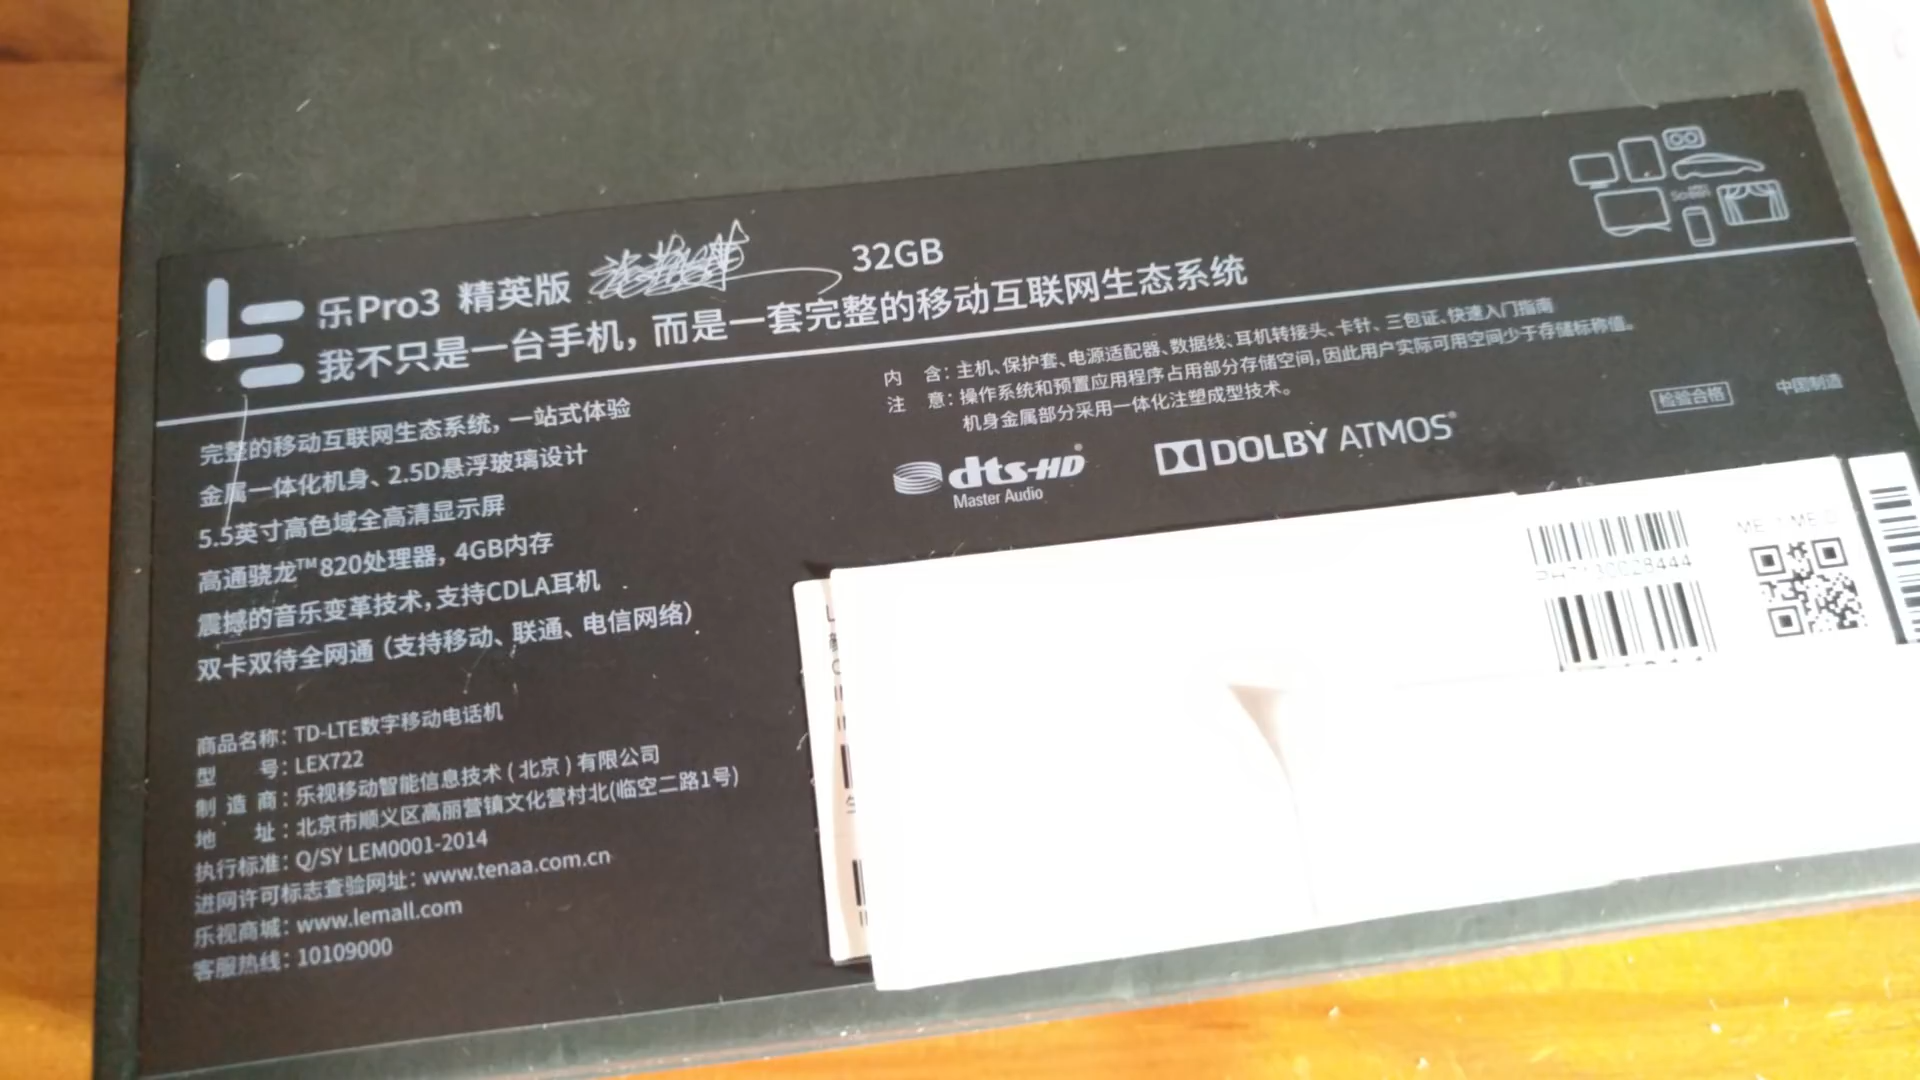 乐Pro3 精英版 32GB
我不只是一台手机，而是一套完整的移动互联网生态系统
完整的移动互联网生态系统，一站式体验
金属一体化机身、2.5D悬浮玻璃设计
5.5英寸高色域全高清显示屏
高通骁龙™820处理器，4GB内存
震撼的音乐变革技术，支持CDLA耳机
双卡双待全网通（支持移动、联通、电信网络）
商品名称：TD-LTE数字移动电话机
型 号：LEX722
制 造 商：乐视移动智能信息技术（北京）有限公司
地 址：北京市顺义区高丽营镇文化营村北(临空二路1号)
执行标准：Q/SY LEM0001-2014
进网许可标志查验网址：www.tenaa.com.cn
乐视商城：www.lemall.com
客服热线：10109000
内 含：主机、保护套、电源适配器、数据线、耳机转接头、卡针、三包证、快速入门指南
注 意：操作系统和预置应用程序占用部分存储空间，因此用户实际可用空间少于存储标称值。
机身金属部分采用一体化注塑成型技术。
检验合格
中国制造
dts-HD®
Master Audio
DOLBY ATMOS®